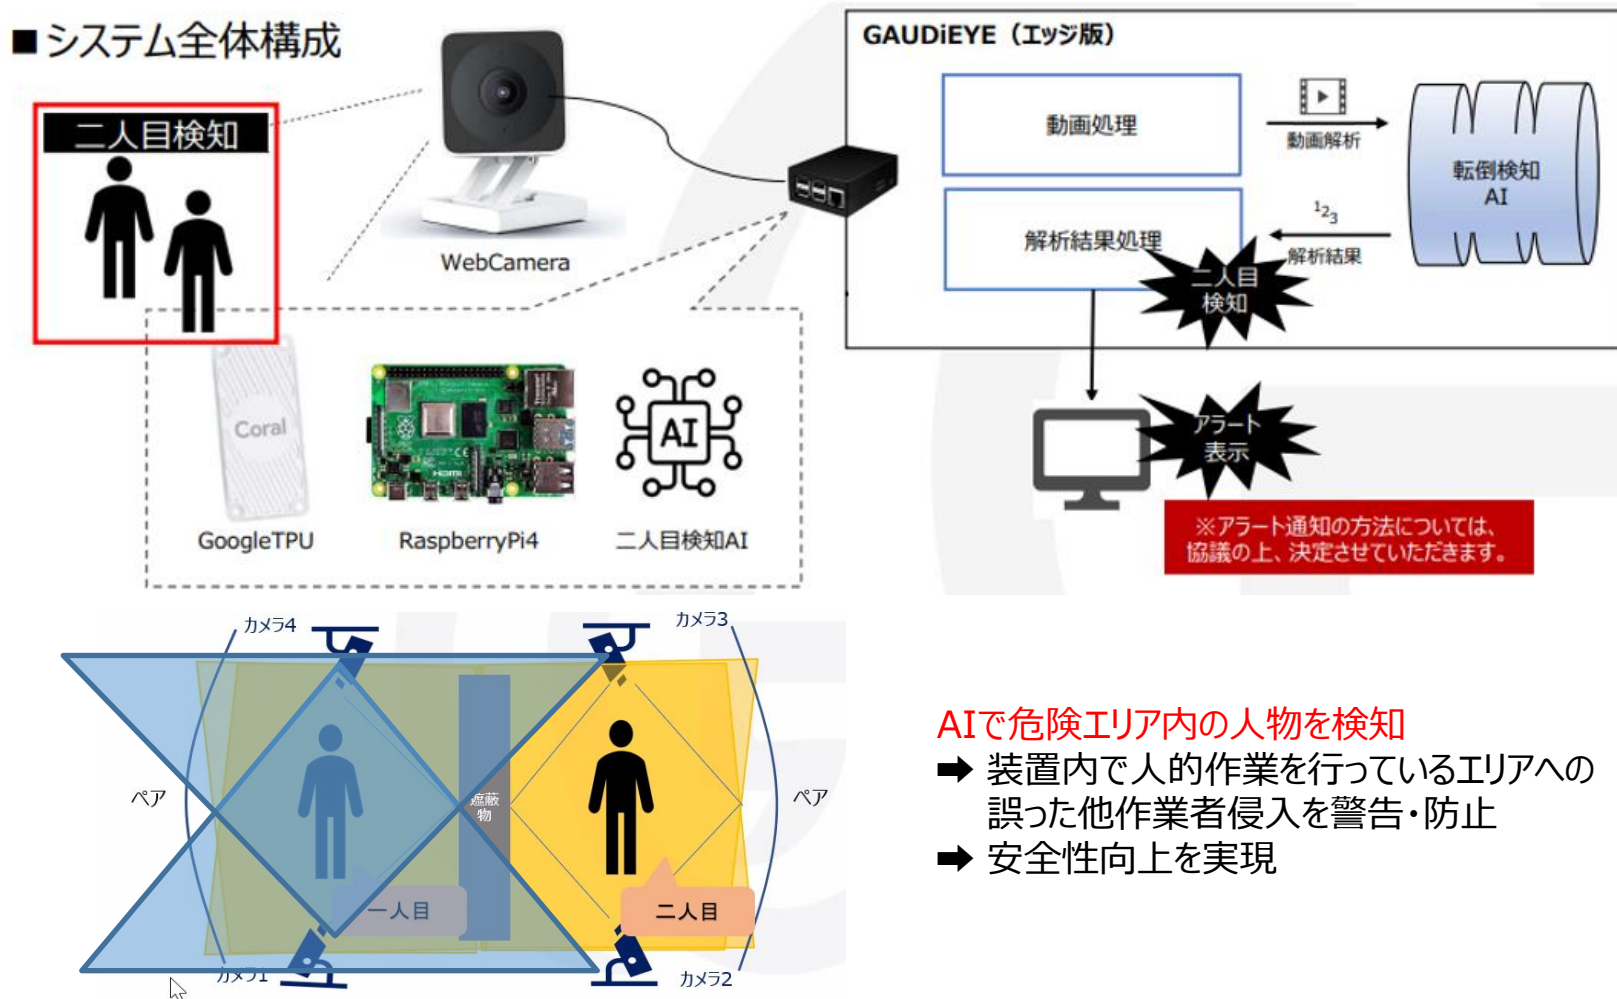 ■システム全体構成
二人目検知
WebCamera
GAUDiEYE（エッジ版）
動画処理
動画解析
転倒検知
AI
解析結果処理
123
解析結果
二人目
検知
アラート
表示
※アラート通知の方法については、
協議の上、決定させていただきます。
Coral
AI
GoogleTPU
RaspberryPi4
二人目検知AI
カメラ4
カメラ3
ペア
遮蔽
物
ペア
一人目
二人目
カメラ1
カメラ2
AIで危険エリア内の人物を検知
➡ 装置内で人的作業を行っているエリアへの
誤った他作業者侵入を警告・防止
➡ 安全性向上を実現